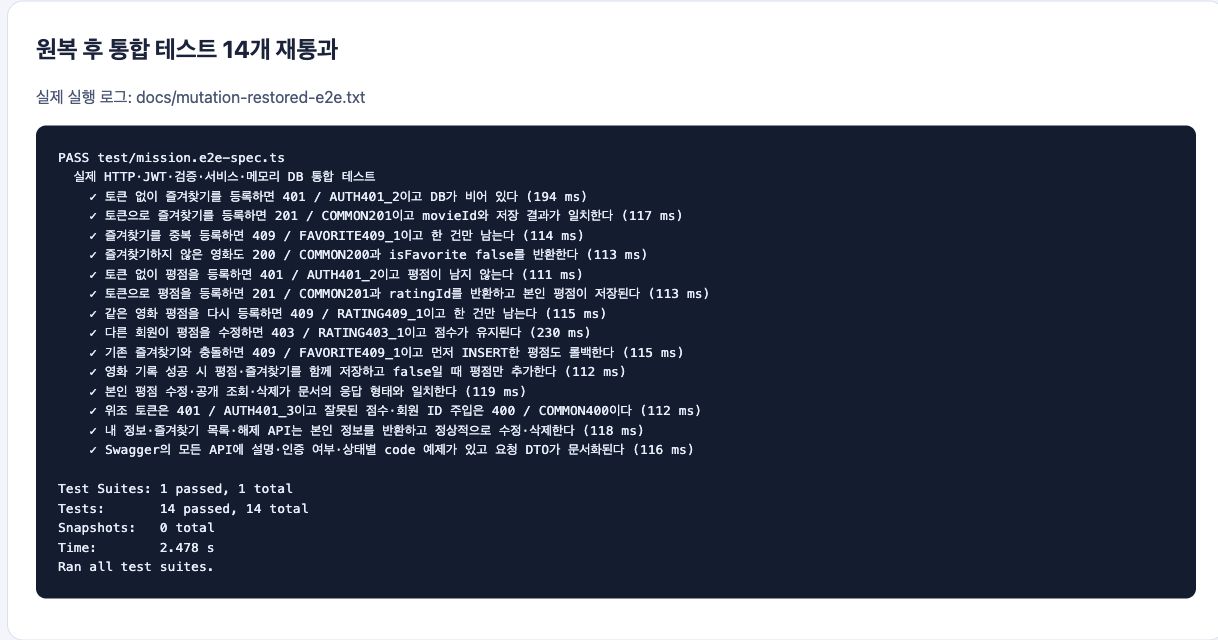 원복 후 통합 테스트 14개 재통과
실제 실행 로그: docs/mutation-restored-e2e.txt
PASS test/mission.e2e-spec.ts
실제 HTTP·JWT·검증·서비스·메모리 DB 통합 테스트
✓ 토큰 없이 즐겨찾기를 등록하면 401 / AUTH401_2이고 DB가 비어 있다 (194 ms)
✓ 토큰으로 즐겨찾기를 등록하면 201 / COMMON201이고 movieId와 저장 결과가 일치한다 (117 ms)
✓ 즐겨찾기를 중복 등록하면 409 / FAVORITE409_1이고 한 건만 남는다 (114 ms)
✓ 즐겨찾기하지 않은 영화도 200 / COMMON200과 isFavorite false를 반환한다 (113 ms)
✓ 토큰 없이 평점을 등록하면 401 / AUTH401_2이고 평점이 남지 않는다 (111 ms)
✓ 토큰으로 평점을 등록하면 201 / COMMON201과 ratingId를 반환하고 본인 평점이 저장된다 (113 ms)
✓ 같은 영화 평점을 다시 등록하면 409 / RATING409_1이고 한 건만 남는다 (115 ms)
✓ 다른 회원이 평점을 수정하면 403 / RATING403_1이고 점수가 유지된다 (230 ms)
✓ 기존 즐겨찾기와 충돌하면 409 / FAVORITE409_1이고 먼저 INSERT한 평점도 롤백한다 (115 ms)
✓ 영화 기록 성공 시 평점·즐겨찾기를 함께 저장하고 false일 때 평점만 추가한다 (112 ms)
✓ 본인 평점 수정·공개 조회·삭제가 문서의 응답 형태와 일치한다 (119 ms)
✓ 위조 토큰은 401 / AUTH401_3이고 잘못된 점수·회원 ID 주입은 400 / COMMON400이다 (112 ms)
✓ 내 정보·즐겨찾기 목록·해제 API는 본인 정보를 반환하고 정상적으로 수정·삭제한다 (118 ms)
✓ Swagger의 모든 API에 설명·인증 여부·상태별 code 예제가 있고 요청 DTO가 문서화된다 (116 ms)
Test Suites: 1 passed, 1 total
Tests: 14 passed, 14 total
Snapshots: 0 total
Time: 2.478 s
Ran all test suites.